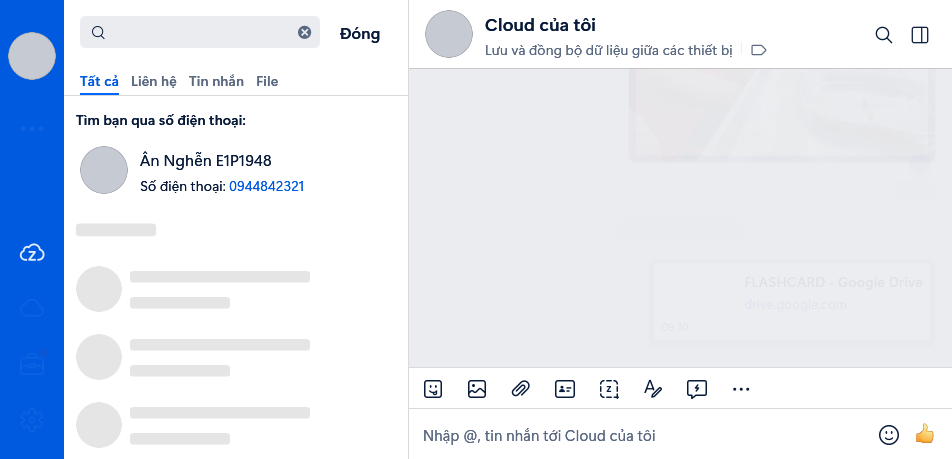 Đóng
Tất cả Liên hệ Tin nhắn File
Tìm bạn qua số điện thoại:
Ân Nghễn E1P1948
Số điện thoại: 0944842321
Cloud của tôi
Lưu và đồng bộ dữ liệu giữa các thiết bị
FLASHCARD - Google Drive
drive.google.com
09:10
Nhập @, tin nhắn tới Cloud của tôi